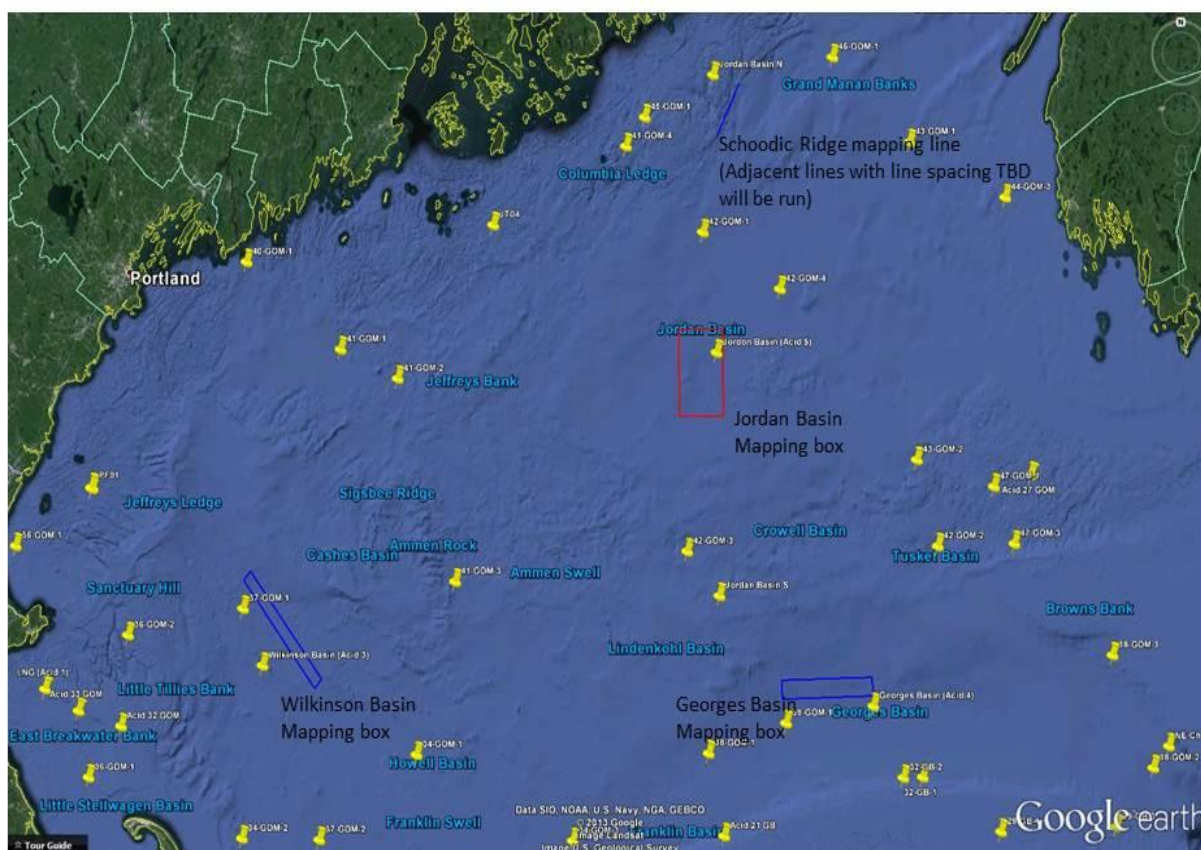 N
46-GOM-1
Jordan Basin N
Grand Manan Banks
41-GOM-4
43-GOM-1
Schoodic Ridge mapping line
(Adjacent lines with line spacing TBD
will be run)
Columbia Ledge
44-GOM-3
42-GOM-1
40-GOM-1
Portland
42-GOM-4
Jordan Basin
Jordon Basin (Acid 5)
41-GOM-1
41-GOM-2
Jeffreys Bank
Jordan Basin
Mapping box
43-GOM-2
PF01
47-GOM-1
Acid 27 GOM
Sigsbee Ridge
Jeffreys Ledge
Crowell Basin
42-GOM-2
47-GOM-3
Ammen Rock
42-GOM-3
Cashes Basin
Tusket Basin
41-GOM-3
Ammen Swell
Sanctuary Hill
Jordan Basin S
37-GOM-1
Browns Bank
36-GOM-2
Lindenkohl Basin
Wilkinson Basin (Acid 3)
LNG (Acid 1)
Little Tillies Bank
Acid 33 GOM
Georges Basin (Acid 4)
Wilkinson Basin
Mapping box
Georges Basin
Mapping box
Georges Basin
Acid 32 GOM
East Breakwater Bank
34-GOM-1
38-GOM-1
Howell Basin
32-GB-2
32-GB-1
Little Stellwagen Basin
Data SIO, NOAA, U.S. Navy, NGA, GEBCO
© 2013 Google
Image Landsat
Image U.S. Geological Survey
Franklin Swell
34-GOM-2
37-GOM-2
Franklin Basin
Acid 21 GB
Google earth
Tour Guide